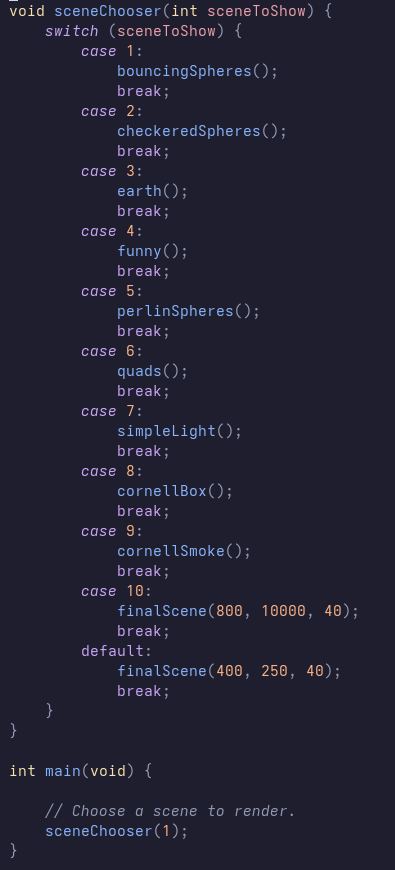 void sceneChooser(int sceneToShow) {
    switch (sceneToShow) {
        case 1:
            bouncingSpheres();
            break;
        case 2:
            checkeredSpheres();
            break;
        case 3:
            earth();
            break;
        case 4:
            funny();
            break;
        case 5:
            perlinSpheres();
            break;
        case 6:
            quads();
            break;
        case 7:
            simpleLight();
            break;
        case 8:
            cornellBox();
            break;
        case 9:
            cornellSmoke();
            break;
        case 10:
            finalScene(800, 10000, 40);
            break;
        default:
            finalScene(400, 250, 40);
            break;
    }
}

int main(void) {

    // Choose a scene to render.
    sceneChooser(1);
}